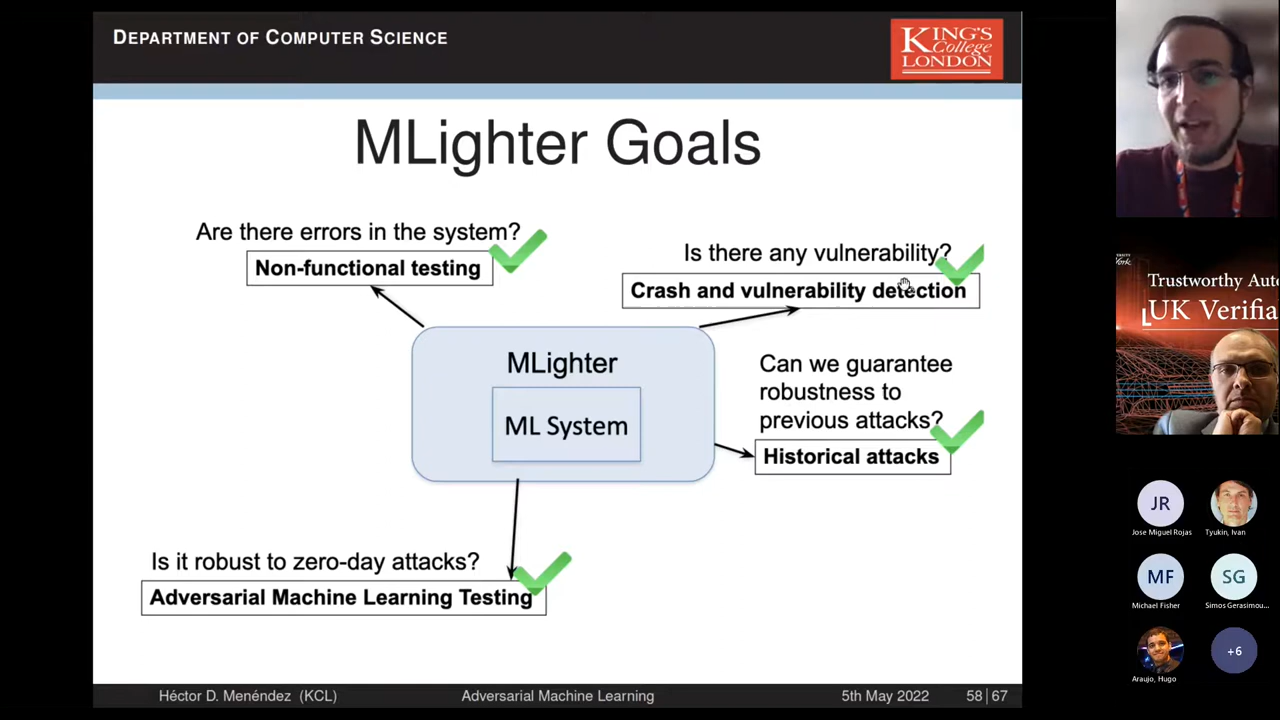 DEPARTMENT OF COMPUTER SCIENCE
KING'S
College
LONDON
MLighter Goals
Are there errors in the system?
Non-functional testing
Is there any vulnerability?
Crash and vulnerability detection
MLighter
ML System
Can we guarantee
robustness to
previous attacks?
Historical attacks
Is it robust to zero-day attacks?
Adversarial Machine Learning Testing
Héctor D. Menéndez (KCL)
Adversarial Machine Learning
5th May 2022
58|67
Trustworthy Auto
UK Verifia
JR
Jose Miguel Rojas
Tyukin, Ivan
MF
Michael Fisher
SG
Simos Gerasimou...
Araujo, Hugo
+6